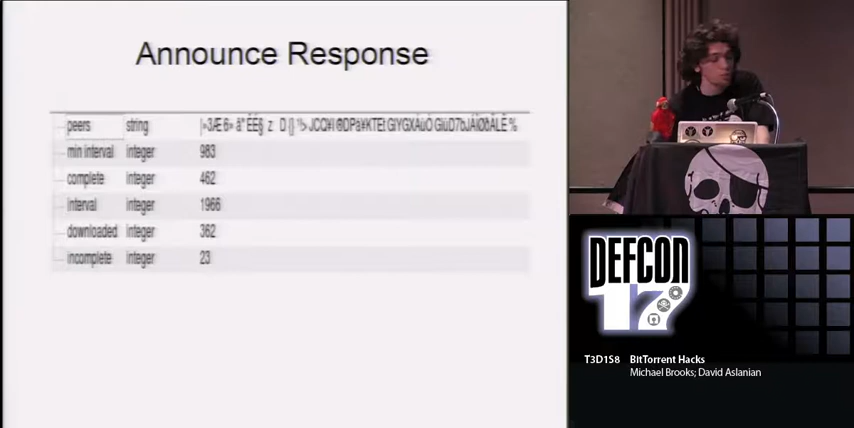 Announce Response
peers string
min interval integer 983
complete integer 462
interval integer 1966
downloaded integer 362
incomplete integer 23
DEFCON
17
T3D1S8 BitTorrent Hacks
Michael Brooks; David Aslanian